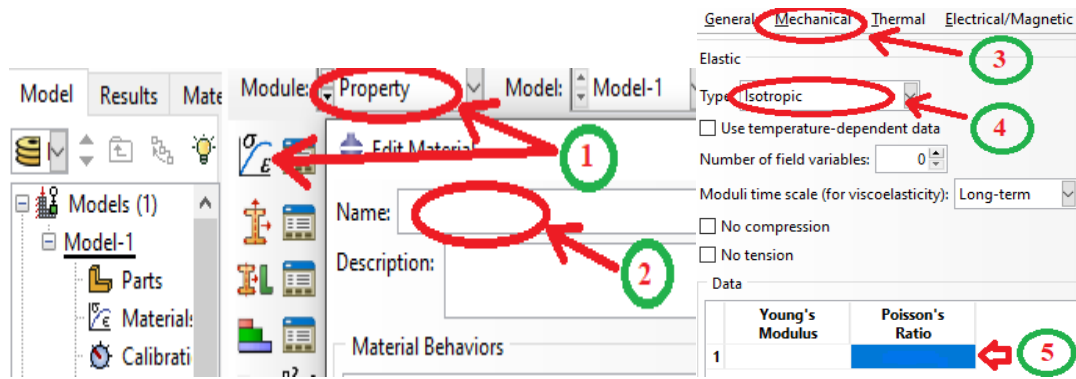 Model Results Mate
Models (1)
Model-1
Parts
Materials
Calibrati
Module: Property Model: Model-1
σ
ε
Edit Material
1
Name:
2
Description:
Material Behaviors
General Mechanical Thermal Electrical/Magnetic
3
Elastic
Type: Isotropic
4
Use temperature-dependent data
Number of field variables: 0
Moduli time scale (for viscoelasticity): Long-term
No compression
No tension
Data
Young's Poisson's
Modulus Ratio
1
5